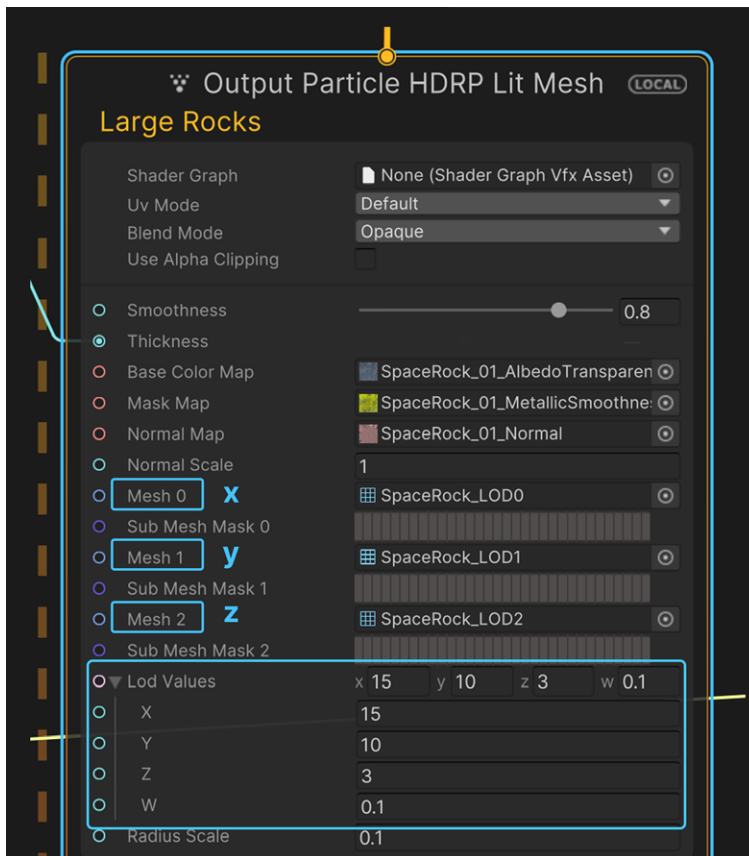 Output Particle HDRP Lit Mesh LOCAL
Large Rocks
Shader Graph None (Shader Graph Vfx Asset)
Uv Mode Default
Blend Mode Opaque
Use Alpha Clipping
Smoothness 0.8
Thickness
Base Color Map SpaceRock_01_AlbedoTransparen
Mask Map SpaceRock_01_MetallicSmoothne
Normal Map SpaceRock_01_Normal
Normal Scale 1
Mesh 0 x SpaceRock_LOD0
Sub Mesh Mask 0
Mesh 1 y SpaceRock_LOD1
Sub Mesh Mask 1
Mesh 2 z SpaceRock_LOD2
Sub Mesh Mask 2
Lod Values x 15 y 10 z 3 w 0.1
X 15
Y 10
Z 3
W 0.1
Radius Scale 0.1